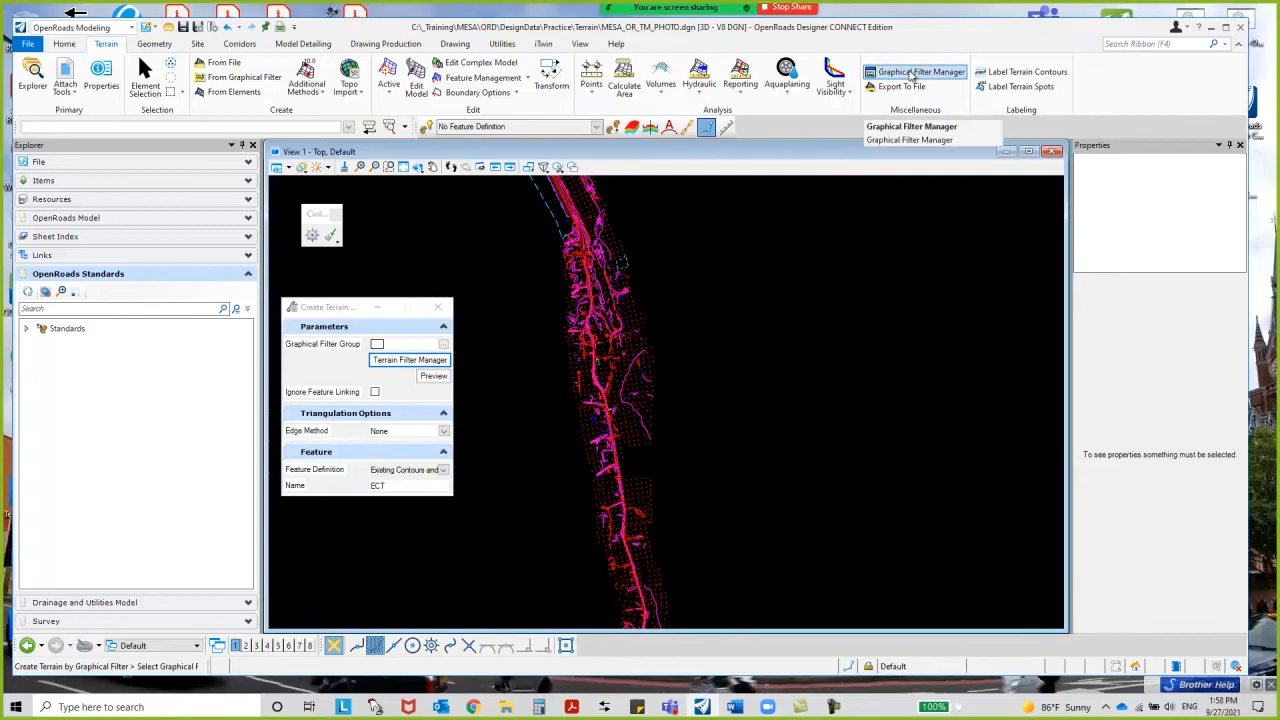 You are screen sharing
Stop Share
OpenRoads Modeling
C:\_Training\MESA\ORD\DesignData\Practice\Terrain\MESA_OR_TM_PHOTO.dgn [3D - V8 DGN] - OpenRoads Designer CONNECT Edition
File
Home
Terrain
Geometry
Site
Corridors
Model Detailing
Drawing Production
Drawing
Utilities
iTwin
View
Help
Search Ribbon (F4)
Explorer
Attach Tools
Properties
Primary
Element Selection
Selection
From File
From Graphical Filter
From Elements
Additional Methods
Topo Import
Create
Active
Edit Model
Edit Complex Model
Feature Management
Boundary Options
Transform
Edit
Points
Calculate Area
Volumes
Hydraulic
Reporting
Aquaplaning
Sight Visibility
Analysis
Graphical Filter Manager
Export To File
Miscellaneous
Label Terrain Contours
Label Terrain Spots
Labeling
No Feature Definition
Graphical Filter Manager
Graphical Filter Manager
Explorer
File
Items
Resources
OpenRoads Model
Sheet Index
Links
OpenRoads Standards
Search
Standards
Drainage and Utilities Model
Survey
View 1 - Top, Default
Civil...
Create Terrain ...
Parameters
Graphical Filter Group
Terrain Filter Manager
Preview
Ignore Feature Linking
Triangulation Options
Edge Method
None
Feature
Feature Definition
Existing Contours and
Name
ECT
Properties
To see properties something must be selected.
Default
1 2 3 4 5 6 7 8
Create Terrain by Graphical Filter > Select Graphical F
Default
Brother Help
Type here to search
100%
86°F Sunny
ENG
1:58 PM
9/27/2021